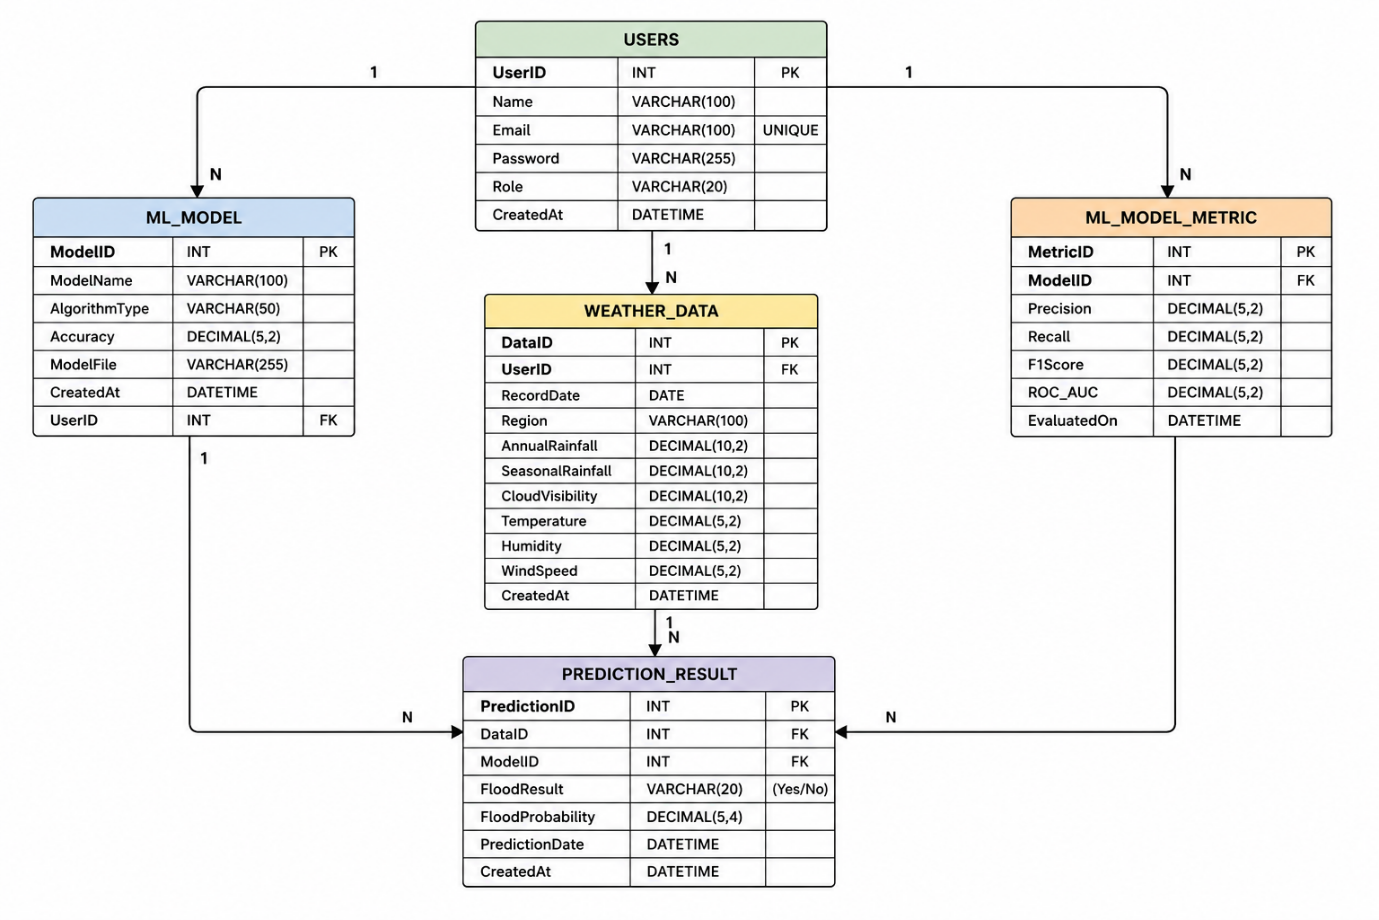 USERS
UserID INT PK
Name VARCHAR(100)
Email VARCHAR(100) UNIQUE
Password VARCHAR(255)
Role VARCHAR(20)
CreatedAt DATETIME
1
1
N
N
1
N
ML_MODEL
ModelID INT PK
ModelName VARCHAR(100)
AlgorithmType VARCHAR(50)
Accuracy DECIMAL(5,2)
ModelFile VARCHAR(255)
CreatedAt DATETIME
UserID INT FK
1
WEATHER_DATA
DataID INT PK
UserID INT FK
RecordDate DATE
Region VARCHAR(100)
AnnualRainfall DECIMAL(10,2)
SeasonalRainfall DECIMAL(10,2)
CloudVisibility DECIMAL(10,2)
Temperature DECIMAL(5,2)
Humidity DECIMAL(5,2)
WindSpeed DECIMAL(5,2)
CreatedAt DATETIME
1
N
ML_MODEL_METRIC
MetricID INT PK
ModelID INT FK
Precision DECIMAL(5,2)
Recall DECIMAL(5,2)
F1Score DECIMAL(5,2)
ROC_AUC DECIMAL(5,2)
EvaluatedOn DATETIME
N
N
PREDICTION_RESULT
PredictionID INT PK
DataID INT FK
ModelID INT FK
FloodResult VARCHAR(20) (Yes/No)
FloodProbability DECIMAL(5,4)
PredictionDate DATETIME
CreatedAt DATETIME